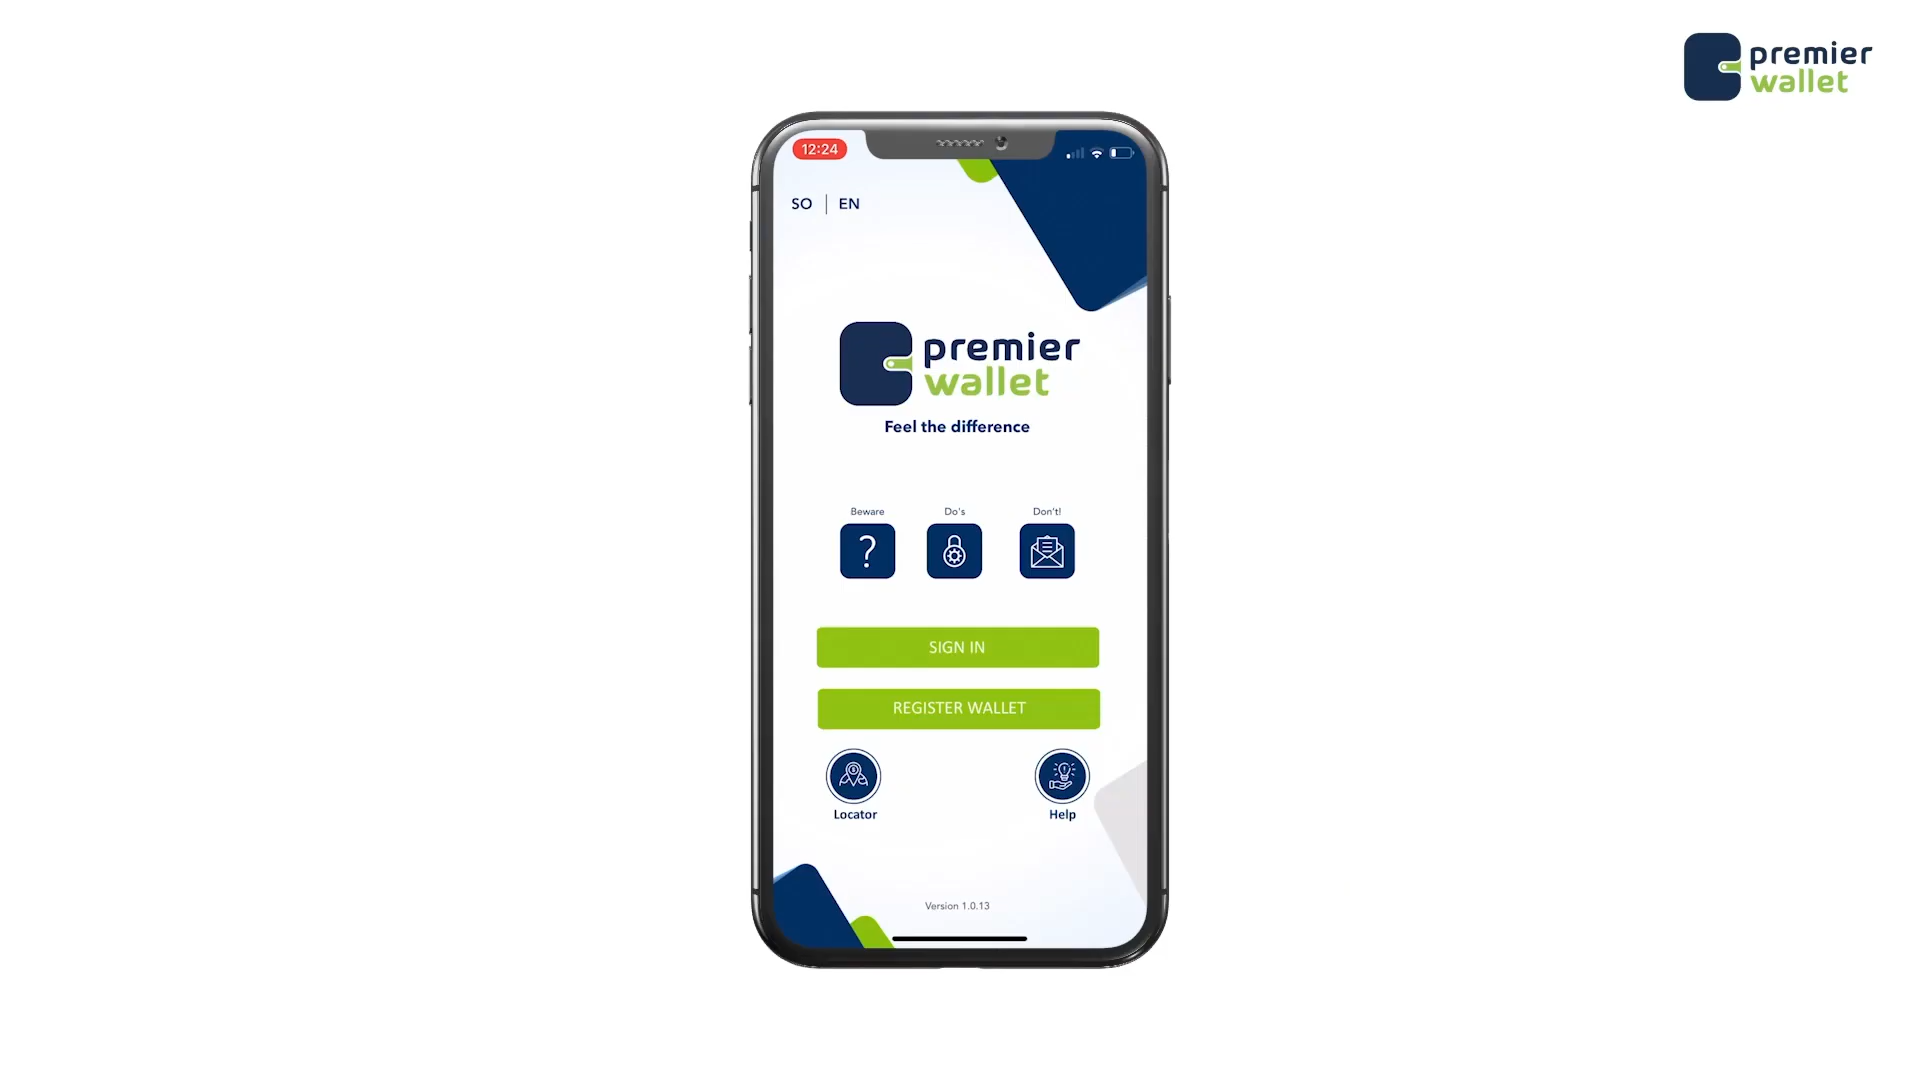 premier
wallet
12:24
SO | EN
premier
wallet
Feel the difference
Beware
Do's
Don't!
?
SIGN IN
REGISTER WALLET
Locator
Help
Version 1.0.13